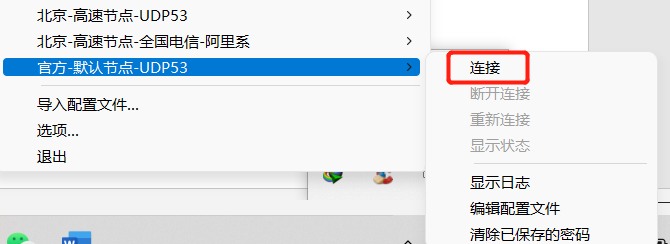 北京-高速节点-UDP53
北京-高速节点-全国电信-阿里系
官方-默认节点-UDP53
导入配置文件...
选项...
退出
连接
断开连接
重新连接
显示状态
显示日志
编辑配置文件
清除已保存的密码